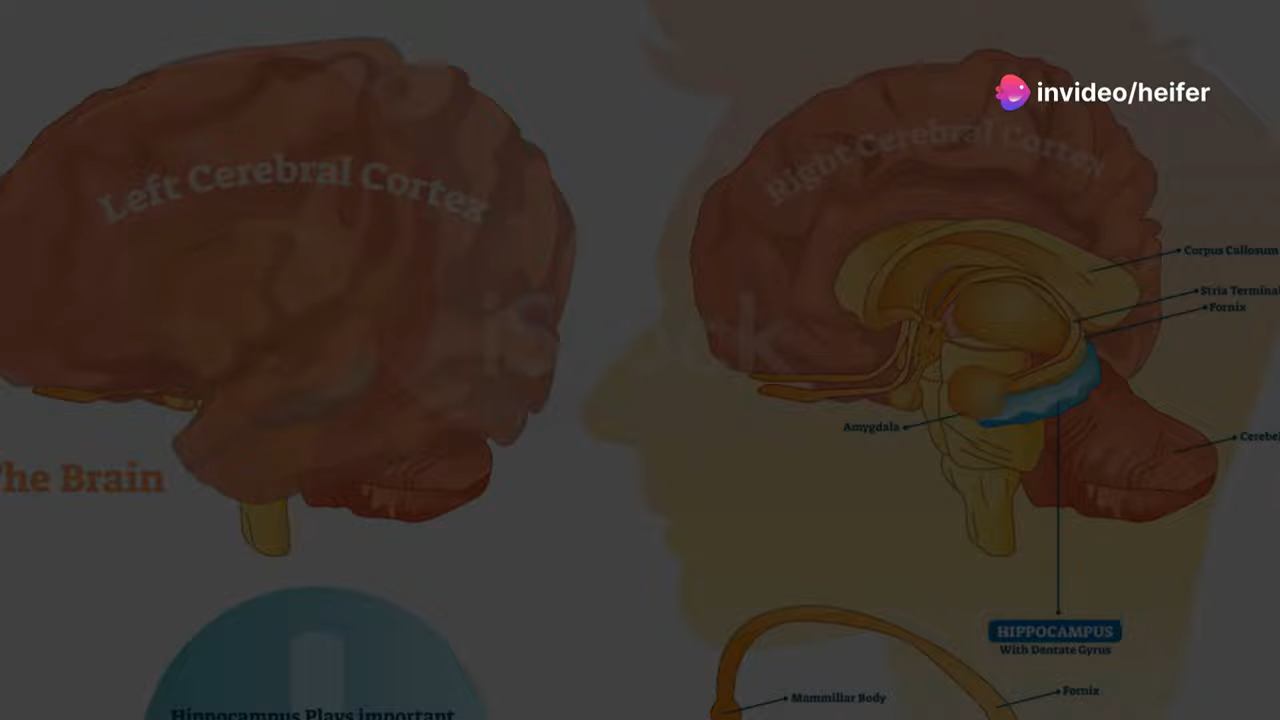 invideo/heifer
Left Cerebral Cortex
Right Cerebral Cortex
Corpus Callosum
Stria Terminal
Fornix
Amygdala
Cerebel
The Brain
HIPPOCAMPUS
With Dentate Gyrus
Mammillar Body
Fornix
Hippocampus Plays important